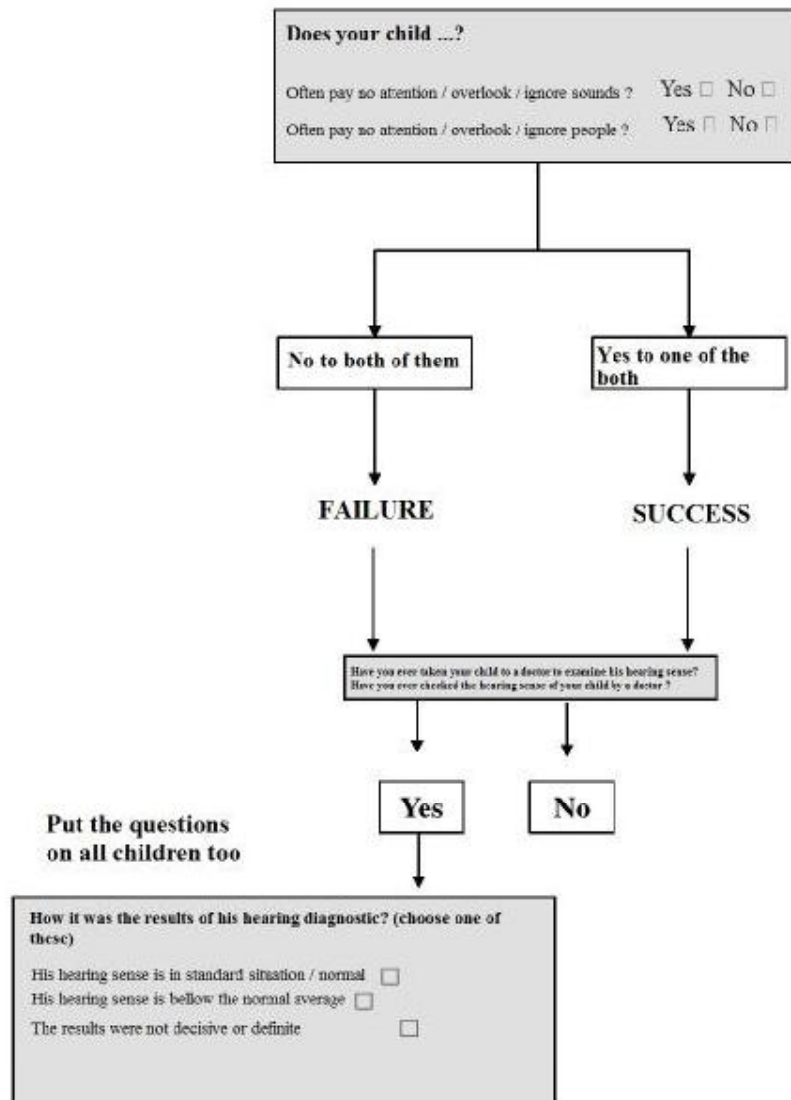 Does your child ...?
Often pay no attention / overlook / ignore sounds ? Yes □ No □
Often pay no attention / overlook / ignore people ? Yes □ No □
No to both of them
Yes to one of the
both
FAILURE
SUCCESS
Have you ever taken your child to a doctor to examine his hearing sense?
Have you ever checked the hearing sense of your child by a doctor ?
Yes
No
Put the questions
on all children too
How it was the results of his hearing diagnostic? (choose one of
these)
His hearing sense is in standard situation / normal □
His hearing sense is bellow the normal average □
The results were not decisive or definite □